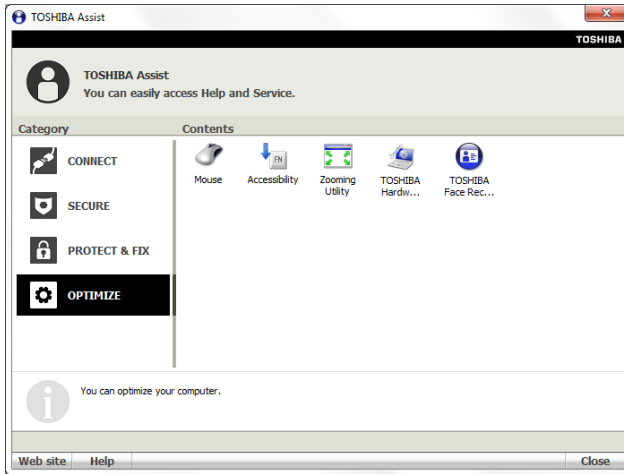 TOSHIBA Assist
TOSHIBA
TOSHIBA Assist
You can easily access Help and Service.
Category
Contents
CONNECT
SECURE
PROTECT & FIX
OPTIMIZE
Mouse
FN
Accessibility
Zooming
Utility
TOSHIBA
Hardw...
TOSHIBA
Face Rec...
You can optimize your computer.
Web site
Help
Close